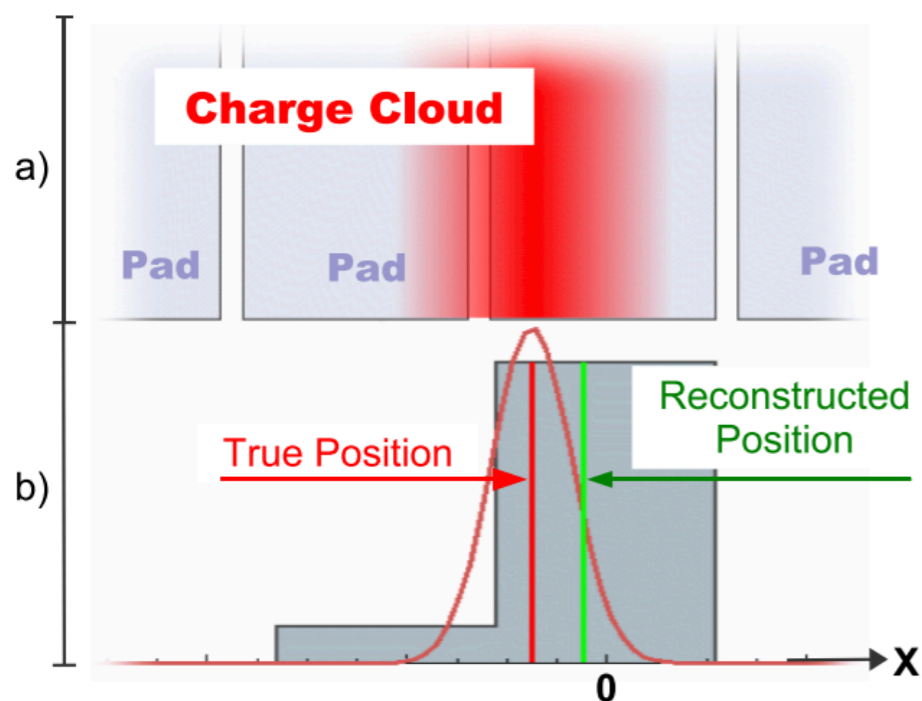 a)
Charge Cloud
Pad
Pad
Pad
b)
True Position
Reconstructed
Position
0
X